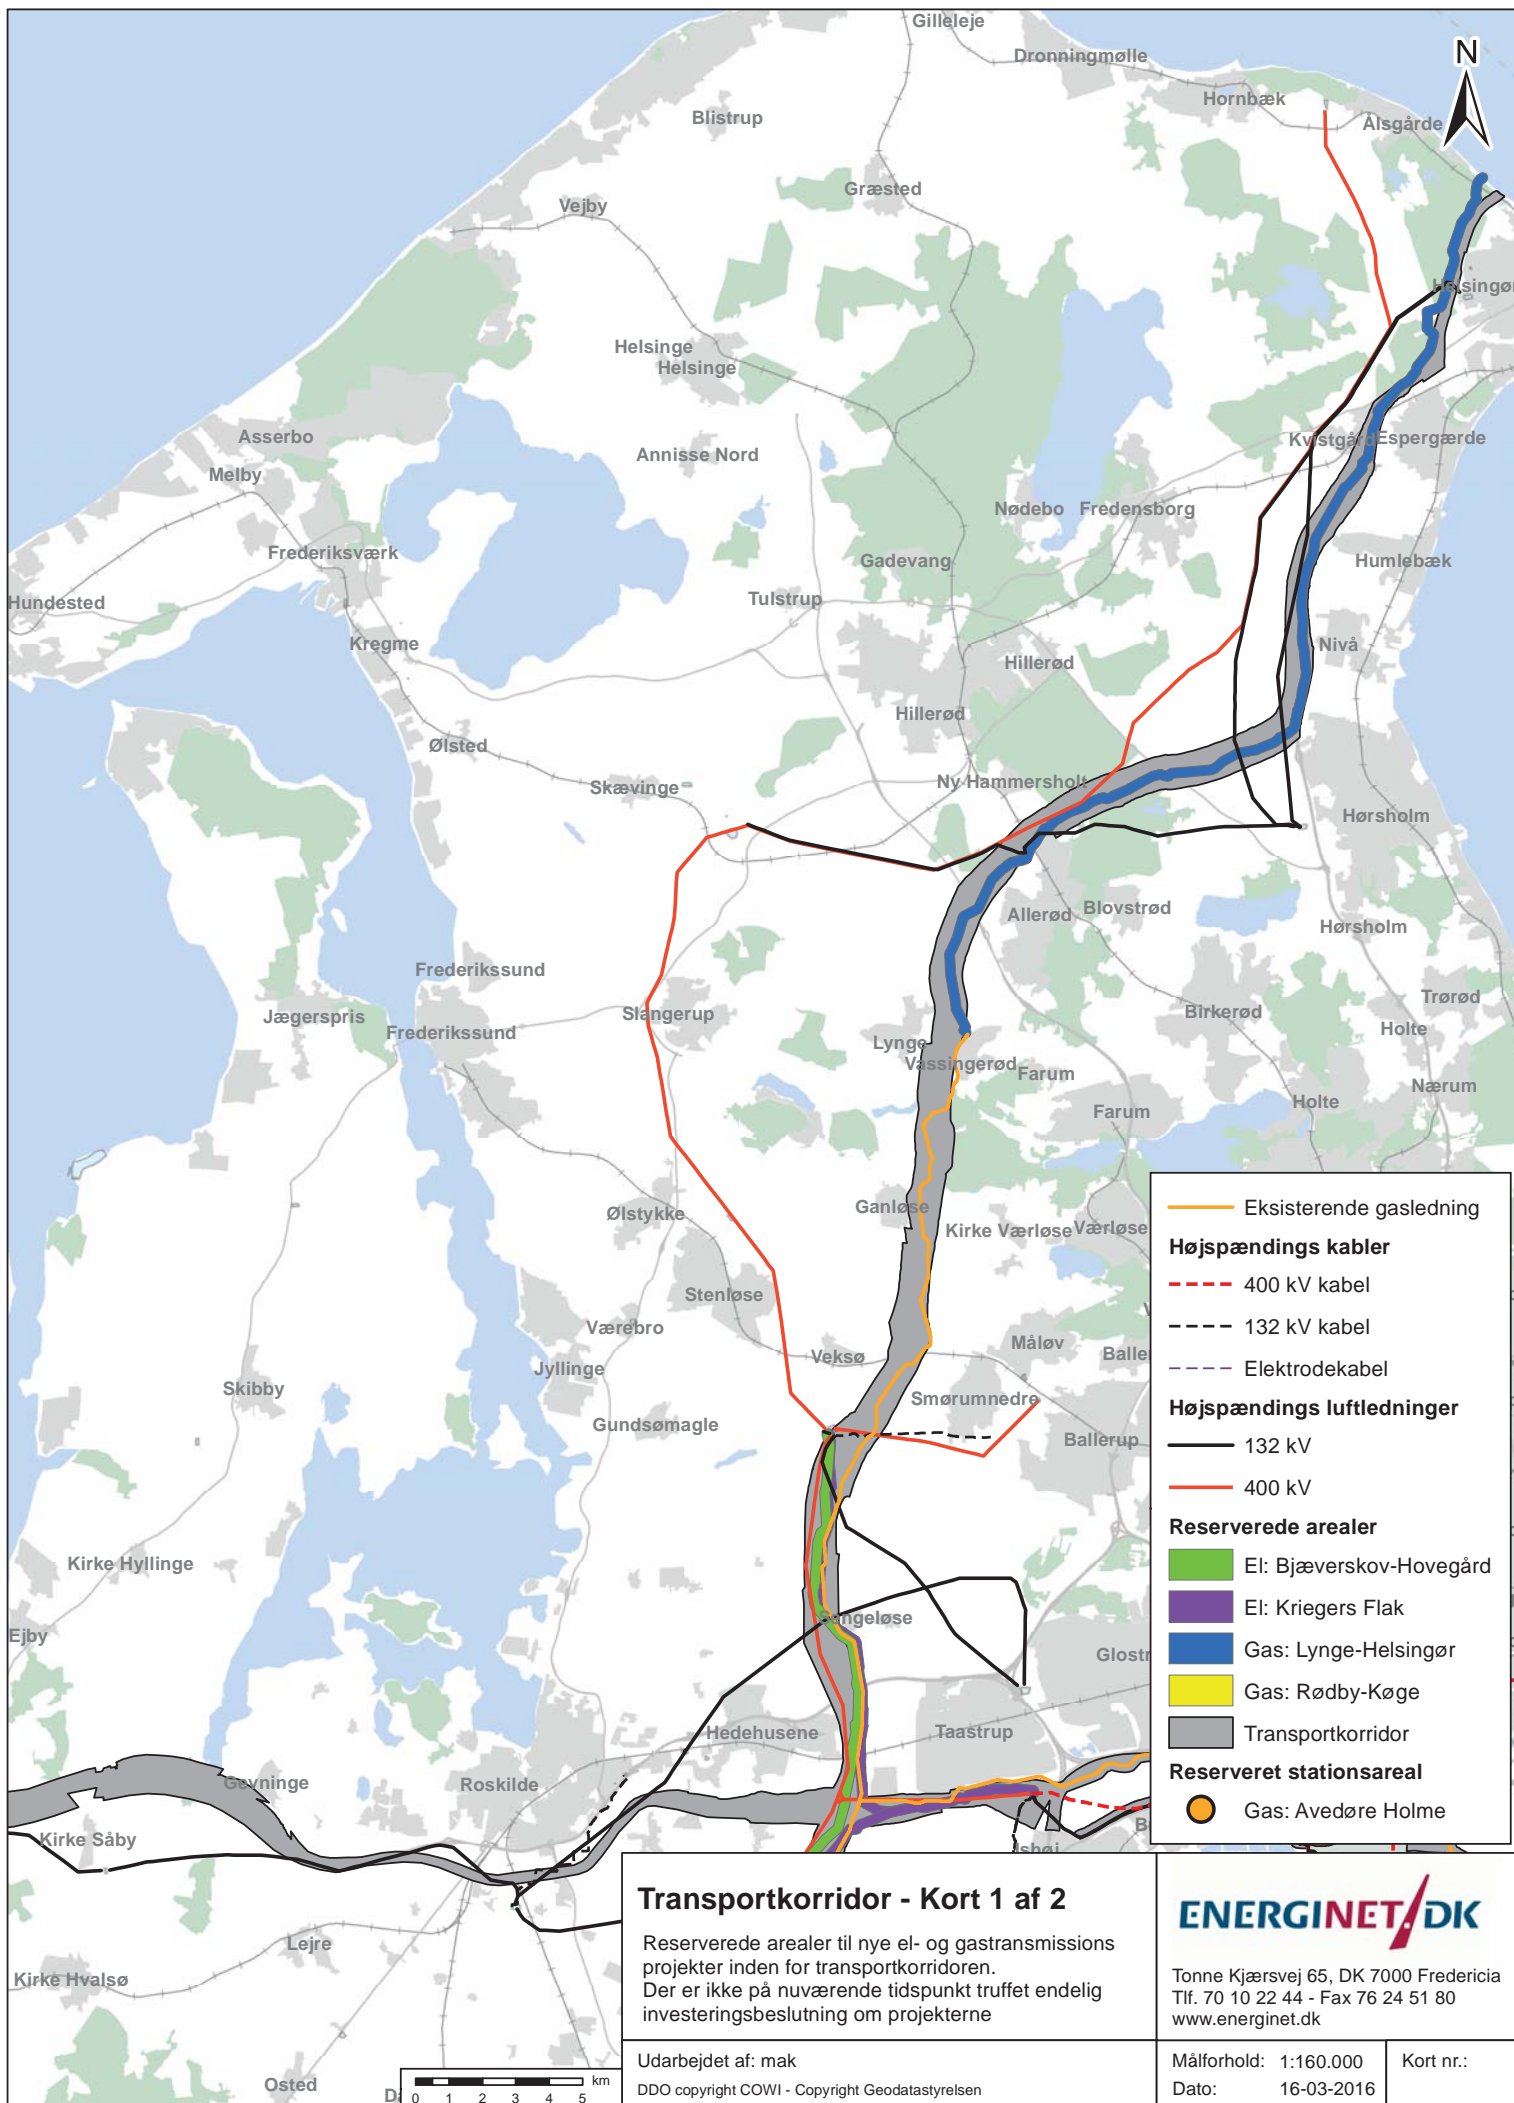 Gilleleje
Dronningmølle
N
Hornbæk
Blistrup
Ålsgårde
Græsted
Vejby
Helsingør
Helsinge
Helsinge
Asserbo
Kvistgård
Espergærde
Annisse Nord
Melby
Nødebo
Fredensborg
Frederiksværk
Gadevang
Humlebæk
Hundested
Tulstrup
Kregme
Nivå
Hillerød
Hillerød
Ølsted
Ny Hammersholt
Skævinge
Hørsholm
Allerød
Blovstrød
Hørsholm
Frederikssund
Trørød
Jægerspris
Slangerup
Birkerød
Frederikssund
Holte
Lynge
Vassingerød
Farum
Nærum
Farum
Holte
Ølstykke
Ganløse
Kirke Værløse
Værløse
Stenløse
Værebro
Måløv
Veksø
Jyllinge
Skibby
Smørumnedre
Gundsømagle
Ballerup
Kirke Hyllinge
Sengeløse
Ejby
Hedehusene
Taastrup
Gevninge
Roskilde
Kirke Såby
Lejre
Kirke Hvalsø
Osted
Eksisterende gasledning
Højspændings kabler
400 kV kabel
132 kV kabel
Elektrodekabel
Højspændings luftledninger
132 kV
400 kV
Reserverede arealer
El: Bjæverskov-Hovegård
El: Kriegers Flak
Gas: Lynge-Helsingør
Gas: Rødby-Køge
Transportkorridor
Reserveret stationsareal
Gas: Avedøre Holme
Transportkorridor - Kort 1 af 2
Reserverede arealer til nye el- og gastransmissions
projekter inden for transportkorridoren.
Der er ikke på nuværende tidspunkt truffet endelig
investeringsbeslutning om projekterne
ENERGINET/DK
Tonne Kjærsvej 65, DK 7000 Fredericia
Tlf. 70 10 22 44 - Fax 76 24 51 80
www.energinet.dk
Udarbejdet af: mak
DDO copyright COWI - Copyright Geodatastyrelsen
Målforhold: 1:160.000
Dato: 16-03-2016
Kort nr.:
km
0 1 2 3 4 5